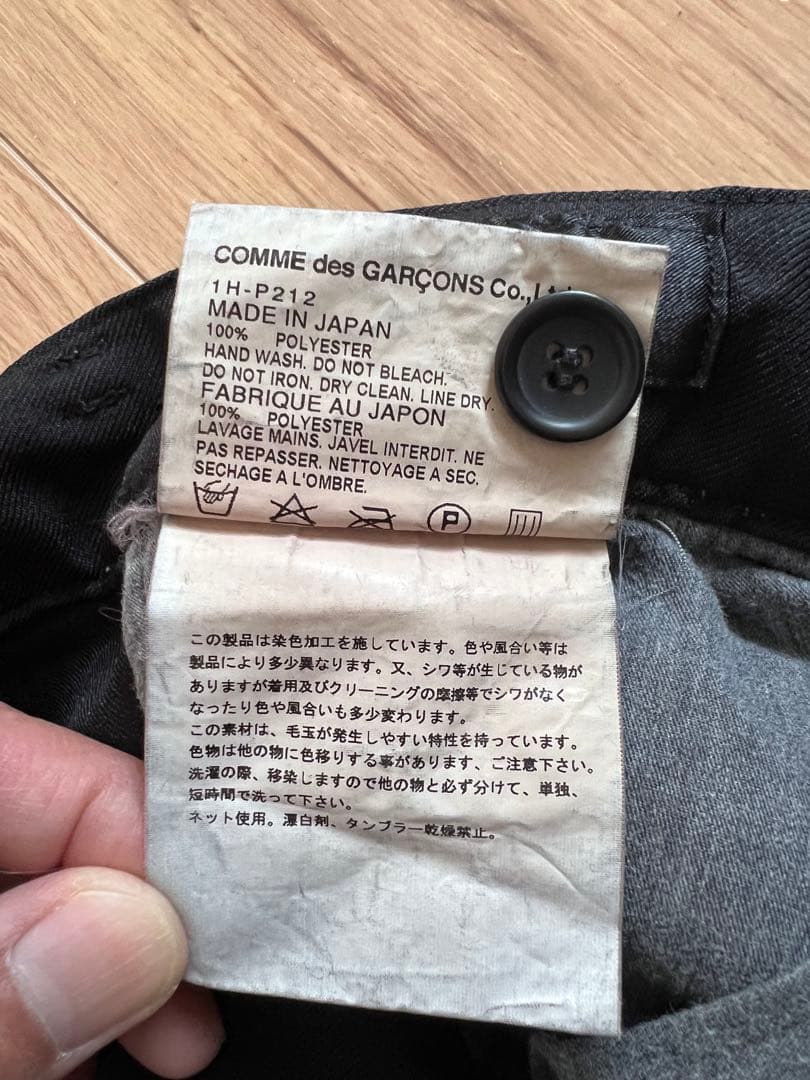 COMME des GARÇONS Co.,
1H-P212
MADE IN JAPAN
100% POLYESTER
HAND WASH. DO NOT BLEACH.
DO NOT IRON. DRY CLEAN. LINE DRY.
FABRIQUE AU JAPON
100% POLYESTER
LAVAGE MAINS. JAVEL INTERDIT. NE
PAS REPASSER. NETTOYAGE A SEC.
SECHAGE A L'OMBRE.
P
この製品は染色加工を施しています。色や風合い等は
製品により多少異なります。又、シワ等が生じている物が
ありますが着用及びクリーニングの摩擦等でシワがなく
なったり色や風合いも多少変わります。
この素材は、毛玉が発生しやすい特性を持っています。
色物は他の物に色移りする事があります、ご注意下さい。
洗濯の際、移染じますので他の物と必ず分けて、単独、
短時間で洗って下さい。
ネット使用。漂白剤、タンブラー乾燥禁止。